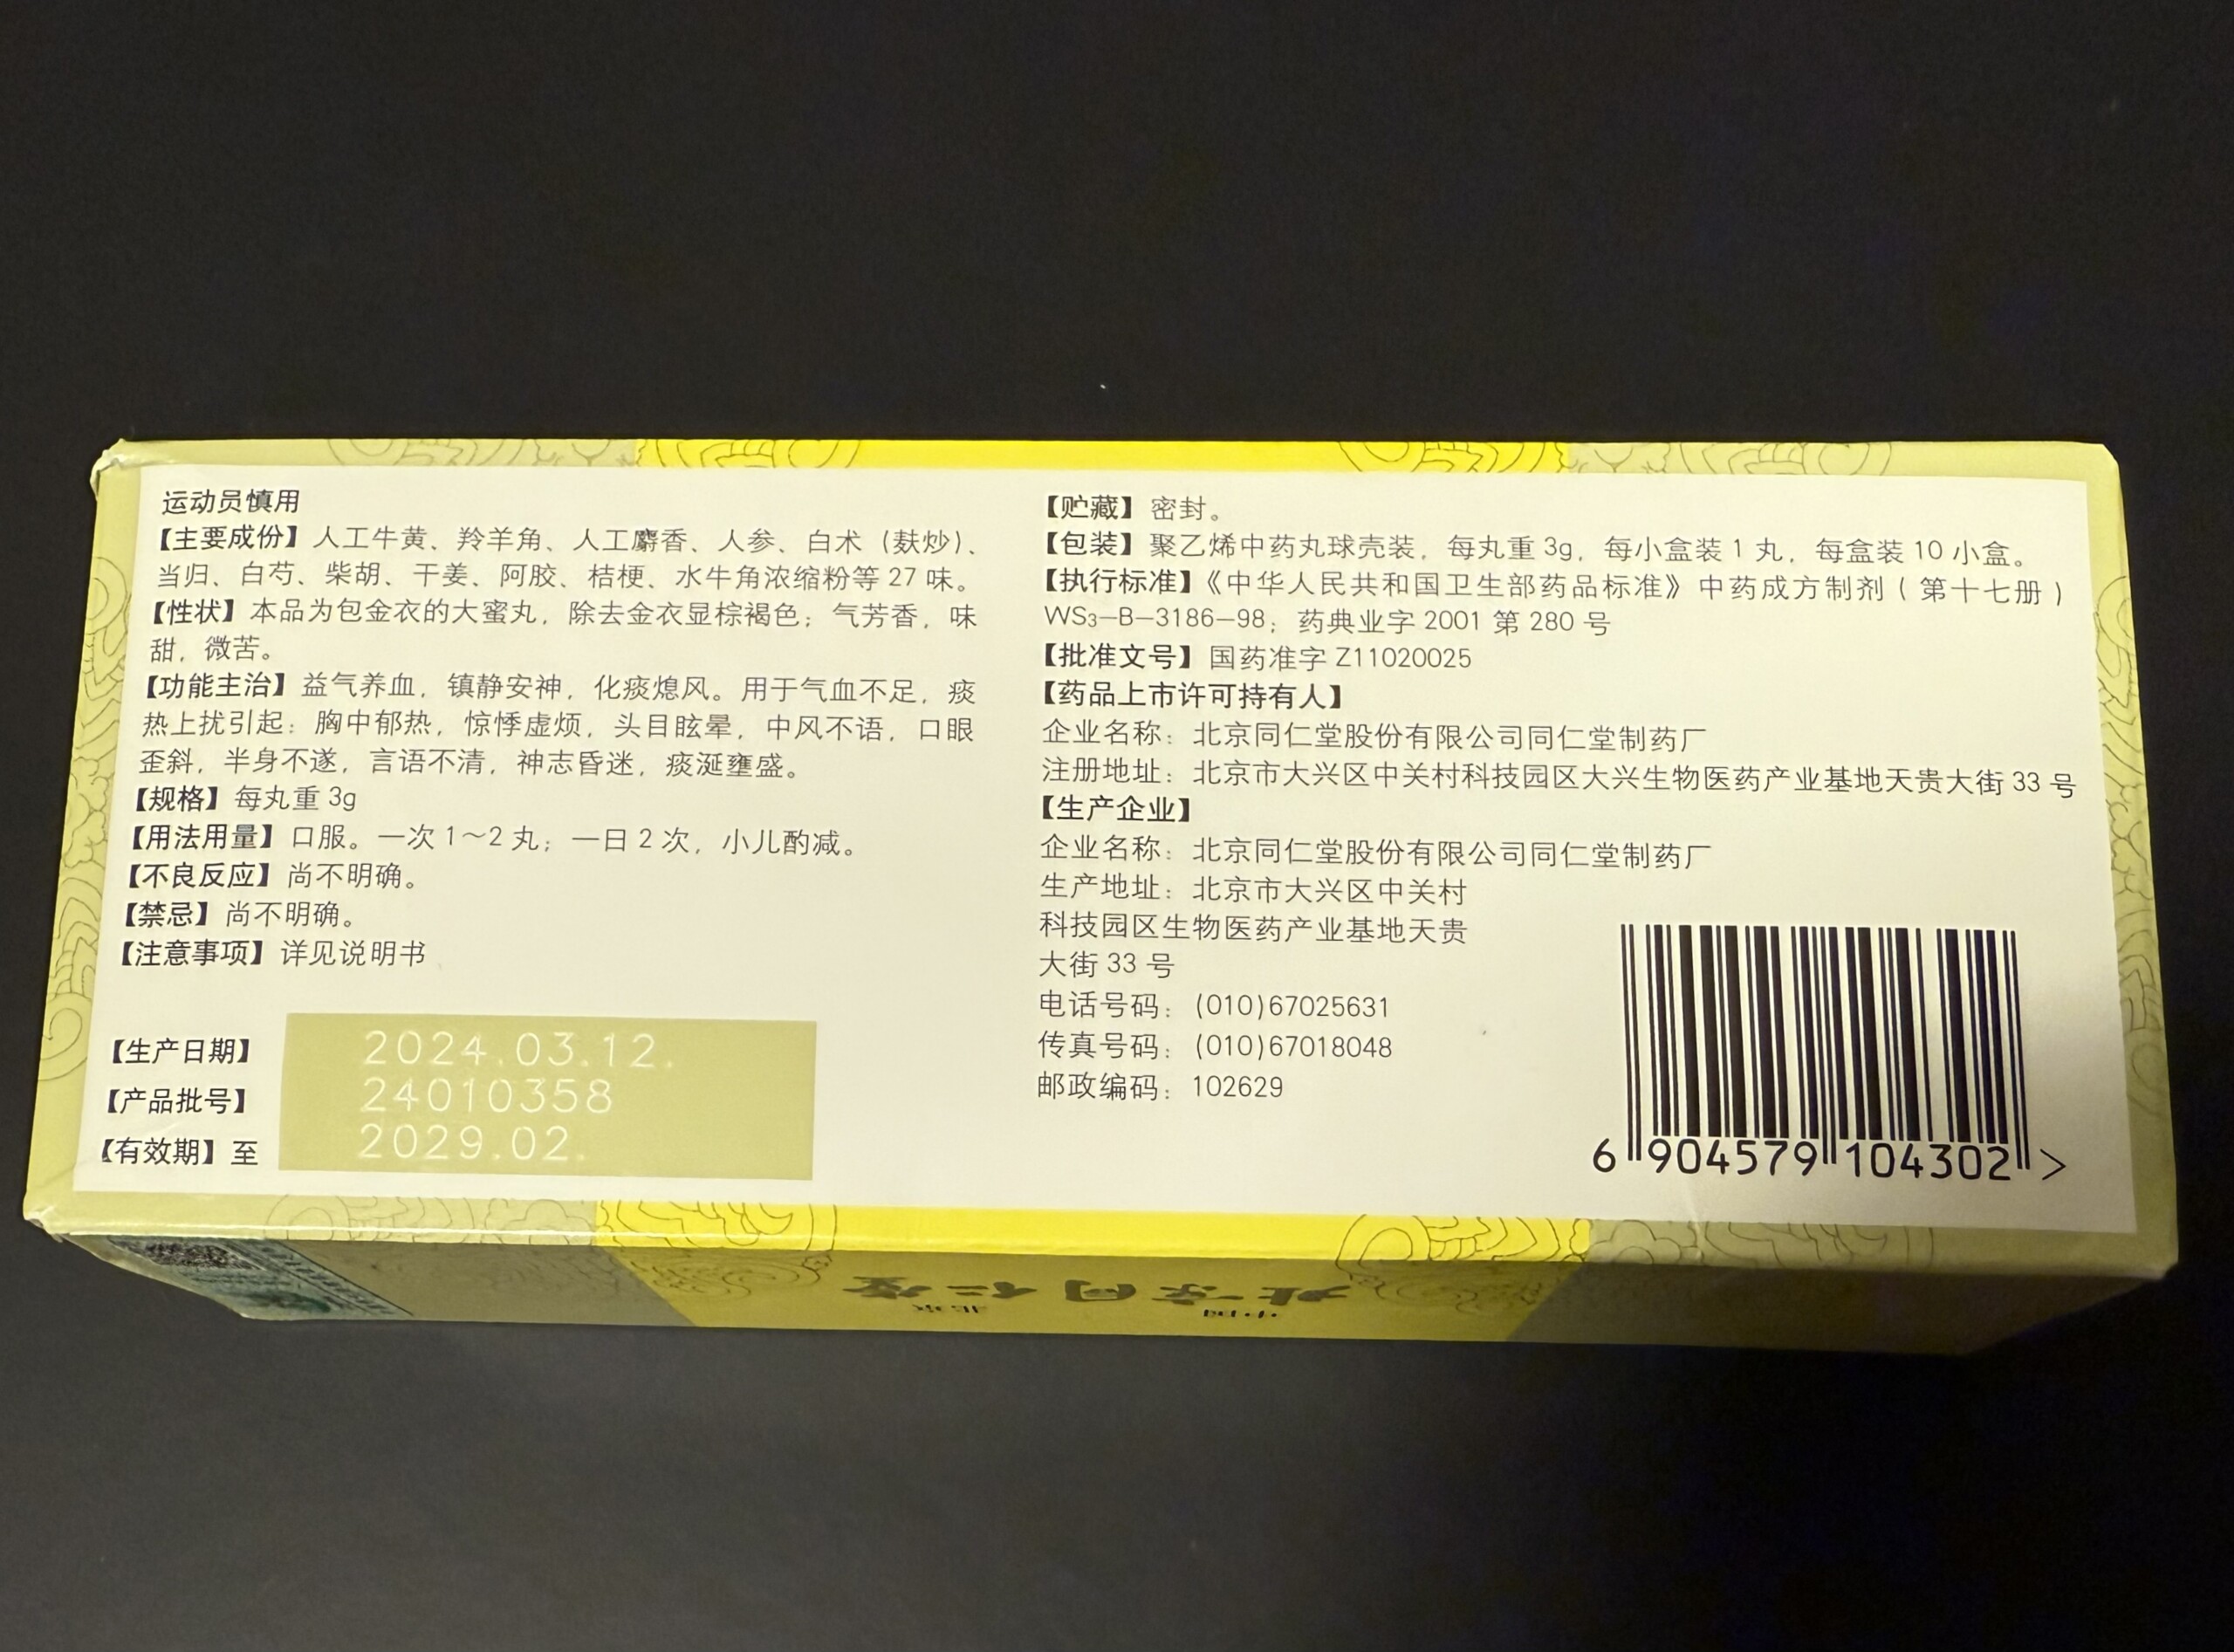 运动员慎用
【主要成份】人工牛黄、羚羊角、人工麝香、人参、白术（麸炒）、
当归、白芍、柴胡、干姜、阿胶、桔梗、水牛角浓缩粉等 27 味。
【性状】本品为包金衣的大蜜丸，除去金衣显棕褐色；气芳香，味
甜，微苦。
【功能主治】益气养血，镇静安神，化痰熄风。用于气血不足，痰
热上扰引起：胸中郁热，惊悸虚烦，头目眩晕，中风不语，口眼
歪斜，半身不遂，言语不清，神志昏迷，痰涎壅盛。
【规格】每丸重 3g
【用法用量】口服。一次 1～2 丸；一日 2 次，小儿酌减。
【不良反应】尚不明确。
【禁忌】尚不明确。
【注意事项】详见说明书
【生产日期】 2024.03.12.
【产品批号】 24010358
【有效期】至 2029.02.
【贮藏】密封。
【包装】聚乙烯中药丸球壳装，每丸重 3g，每小盒装 1 丸，每盒装 10 小盒。
【执行标准】《中华人民共和国卫生部药品标准》中药成方制剂（第十七册）
WS₃—B—3186—98；药典业字 2001 第 280 号
【批准文号】国药准字 Z11020025
【药品上市许可持有人】
企业名称：北京同仁堂股份有限公司同仁堂制药厂
注册地址：北京市大兴区中关村科技园区大兴生物医药产业基地天贵大街 33 号
【生产企业】
企业名称：北京同仁堂股份有限公司同仁堂制药厂
生产地址：北京市大兴区中关村
科技园区生物医药产业基地天贵
大街 33 号
电话号码：(010)67025631
传真号码：(010)67018048
邮政编码：102629
6 904579 104302 >
北京同仁堂
中国 北京